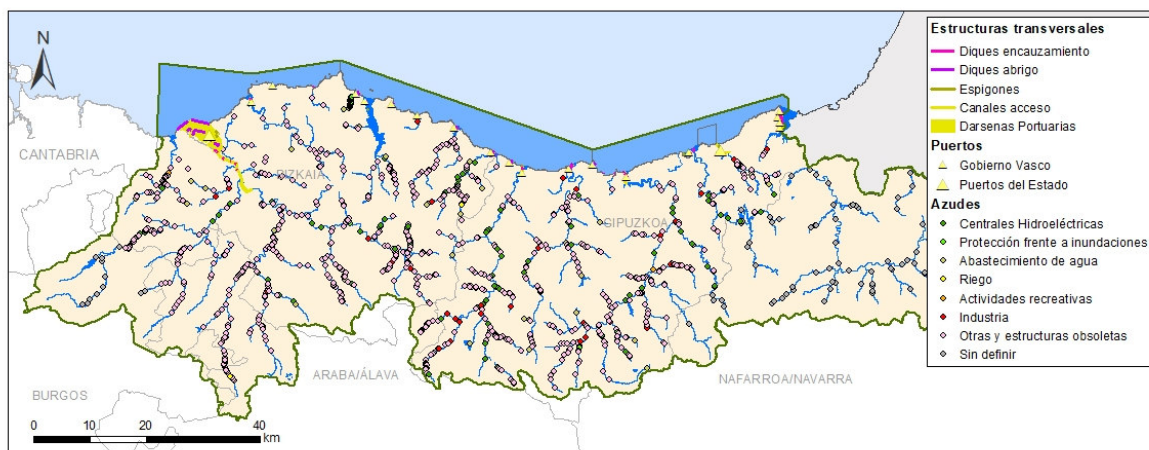 N
CANTABRIA
BIZKAIA
GIPUZKOA
ARABA/ÁLAVA
NAFARROA/NAVARRA
BURGOS
0 10 20 40
km
Estructuras transversales
Diques encauzamiento
Diques abrigo
Espigones
Canales acceso
Darsenas Portuarias
Puertos
Gobierno Vasco
Puertos del Estado
Azudes
Centrales Hidroeléctricas
Protección frente a inundaciones
Abastecimiento de agua
Riego
Actividades recreativas
Industria
Otras y estructuras obsoletas
Sin definir